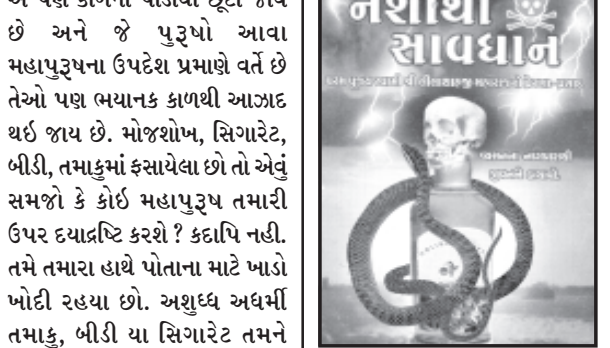 છે અને જે પુરૂષો આવા
મહાપુરૂષના ઉપદેશ પ્રમાણે વર્તે છે
તેઓ પણ ભયાનક કાળથી આઝાદ
થઇ જાય છે. મોજશોખ, સિગારેટ,
બીડી, તમાકુમાં ફસાયેલા છો તો એવું
સમજો કે કોઇ મહાપુરૂષ તમારી
ઉપર દયાદ્રષ્ટિ કરશે ? કદાપિ નહી.
તમે તમારા હાથે પોતાના માટે ખાડો
ખોદી રહયા છો. અશુધ્ધ અધર્મી
તમાકુ, બીડી યા સિગારેટ તમને
નશાથી
સાવધાન